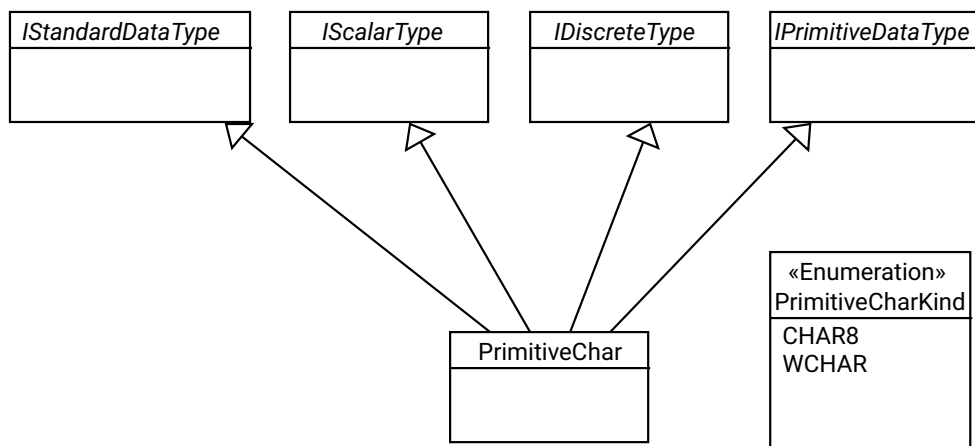 IStandardDataType
IScalarType
IDiscreteType
IPrimitiveDataType
PrimitiveChar
«Enumeration»
PrimitiveCharKind
CHAR8
WCHAR